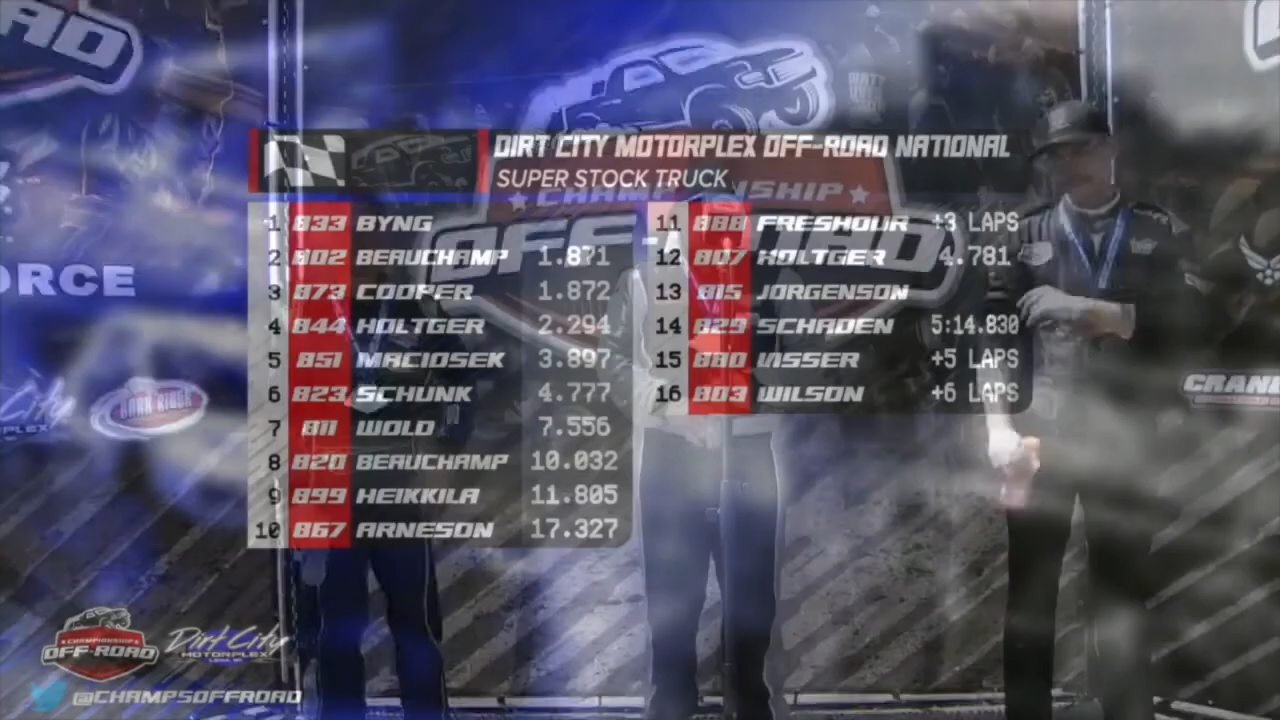 DIRT CITY MOTORPLEX OFF-ROAD NATIONAL
SUPER STOCK TRUCK
1 833 BYNG
2 802 BEAUCHAMP 1.871
3 873 COOPER 1.872
4 844 HOLTGER 2.294
5 851 MACIOSEK 3.897
6 823 SCHUNK 4.777
7 811 WOLD 7.556
8 820 BEAUCHAMP 10.032
9 899 HEIKKILA 11.805
10 867 ARNESON 17.327
11 888 FRESHOUR +3 LAPS
12 807 HOLTGER 4.781
13 815 JORGENSON
14 829 SCHADEN 5:14.830
15 880 VISSER +5 LAPS
16 803 WILSON +6 LAPS
CHAMPIONSHIP
OFF-ROAD
ORCE
CRAN
CHAMPIONSHIP
OFF-ROAD
Dirt City
MOTORPLEX
@CHAMPSOFFROAD